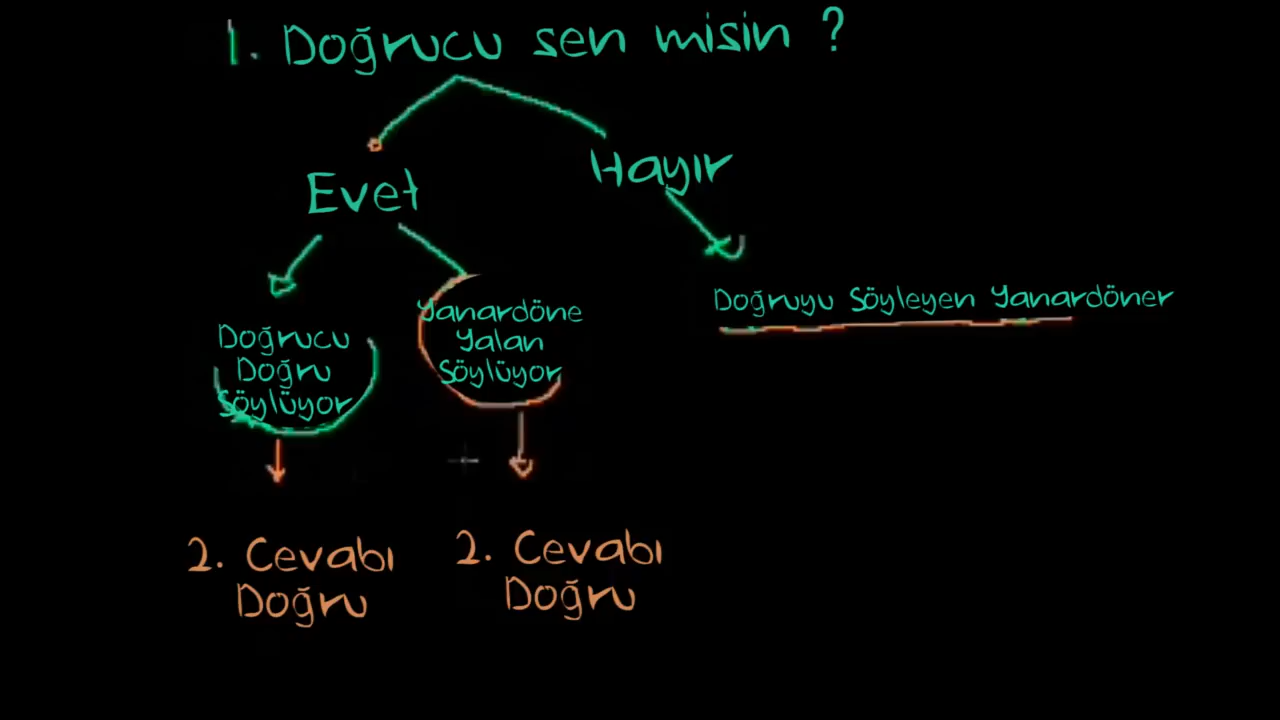 1. Doğrucu sen misin ?
Evet
Hayır
Doğruyu Söyleyen Yanardöner
Doğrucu
Doğru
Söylüyor
Yanardöne
Yalan
Söylüyor
2. Cevabı
Doğru
2. Cevabı
Doğru